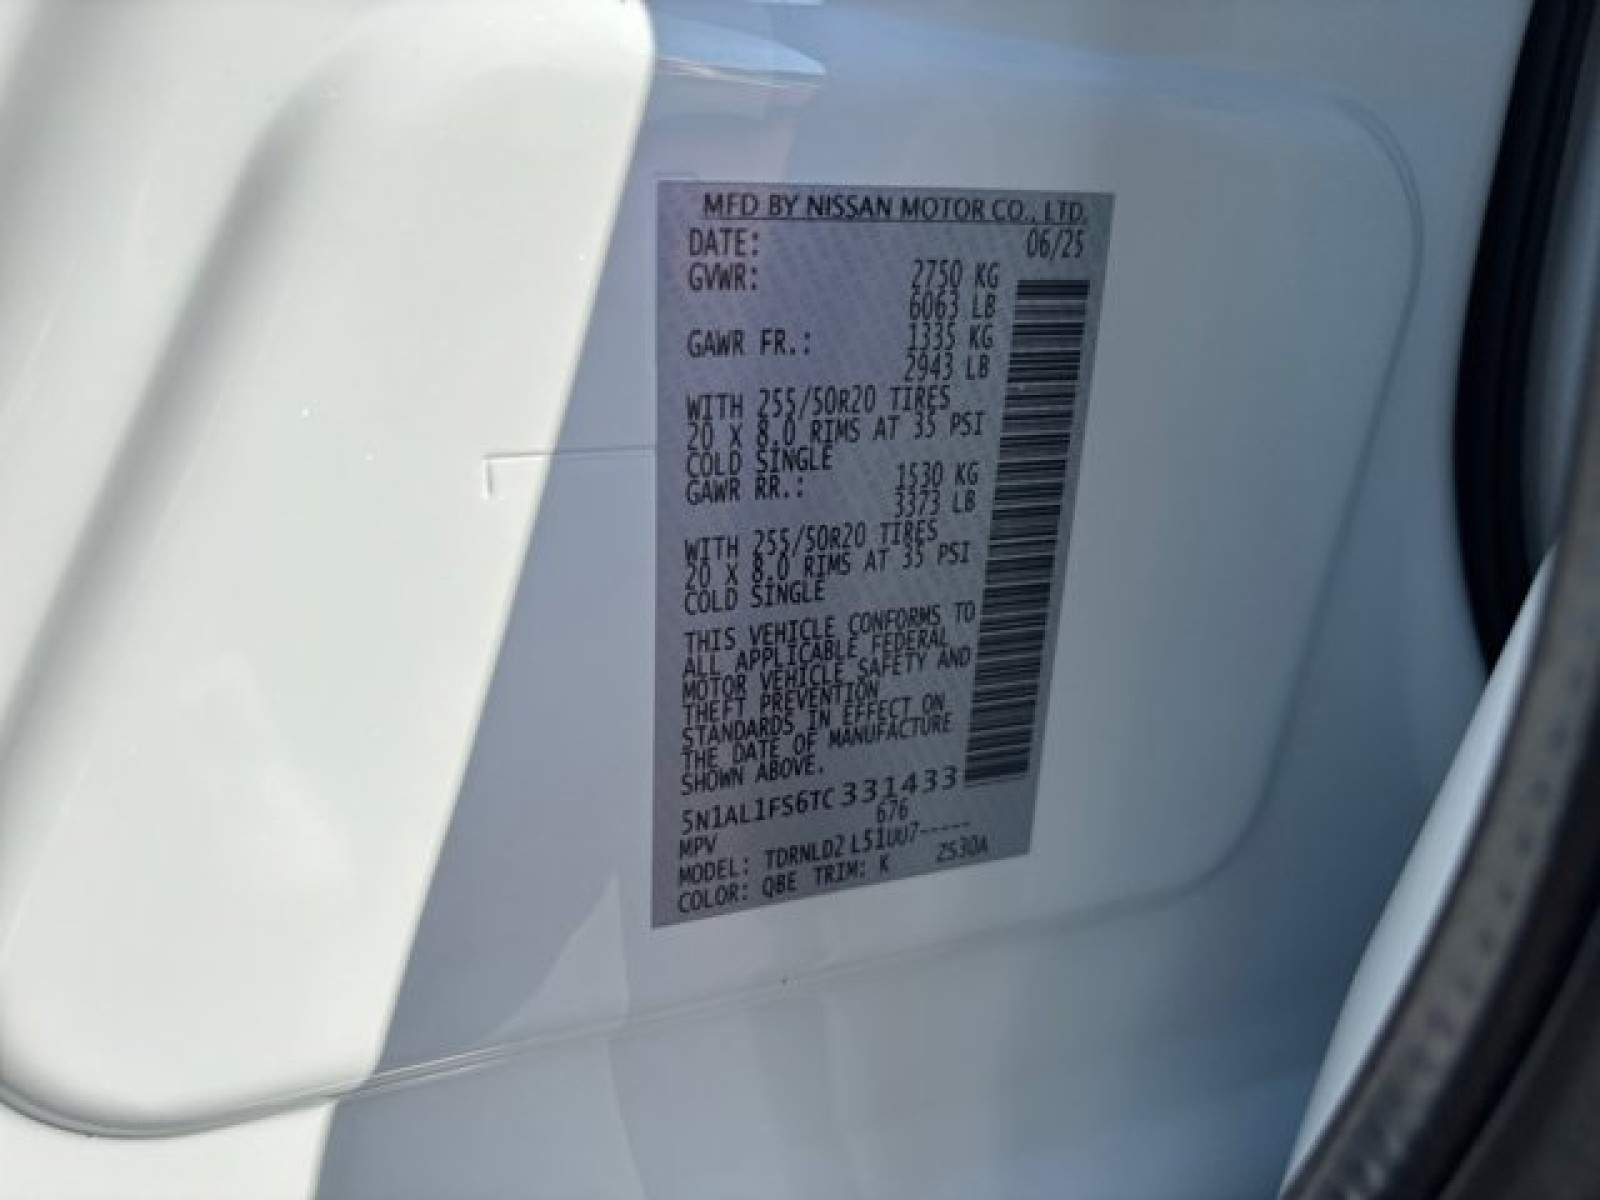 MFD BY NISSAN MOTOR CO., LTD.
DATE: 06/25
GVWR: 2750 KG
6063 LB
GAWR FR.: 1335 KG
2943 LB
WITH 255/50R20 TIRES
20 X 8.0 RIMS AT 35 PSI
COLD SINGLE
GAWR RR.: 1530 KG
3373 LB
WITH 255/50R20 TIRES
20 X 8.0 RIMS AT 35 PSI
COLD SINGLE
THIS VEHICLE CONFORMS TO
ALL APPLICABLE FEDERAL
MOTOR VEHICLE SAFETY AND
THEFT PREVENTION
STANDARDS IN EFFECT ON
THE DATE OF MANUFACTURE
SHOWN ABOVE.
5N1AL1FS6TC331433
MPV 676
MODEL: TDRNLD2 L51UU7-----
COLOR: QBE TRIM: K ZS30A